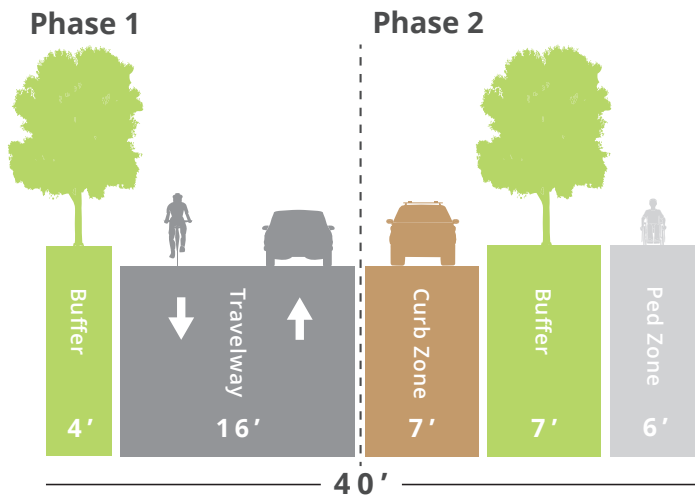 Phase 1
Phase 2
Buffer
Travelway
Curb Zone
Buffer
Ped Zone
4'
16'
7'
7'
6'
40'